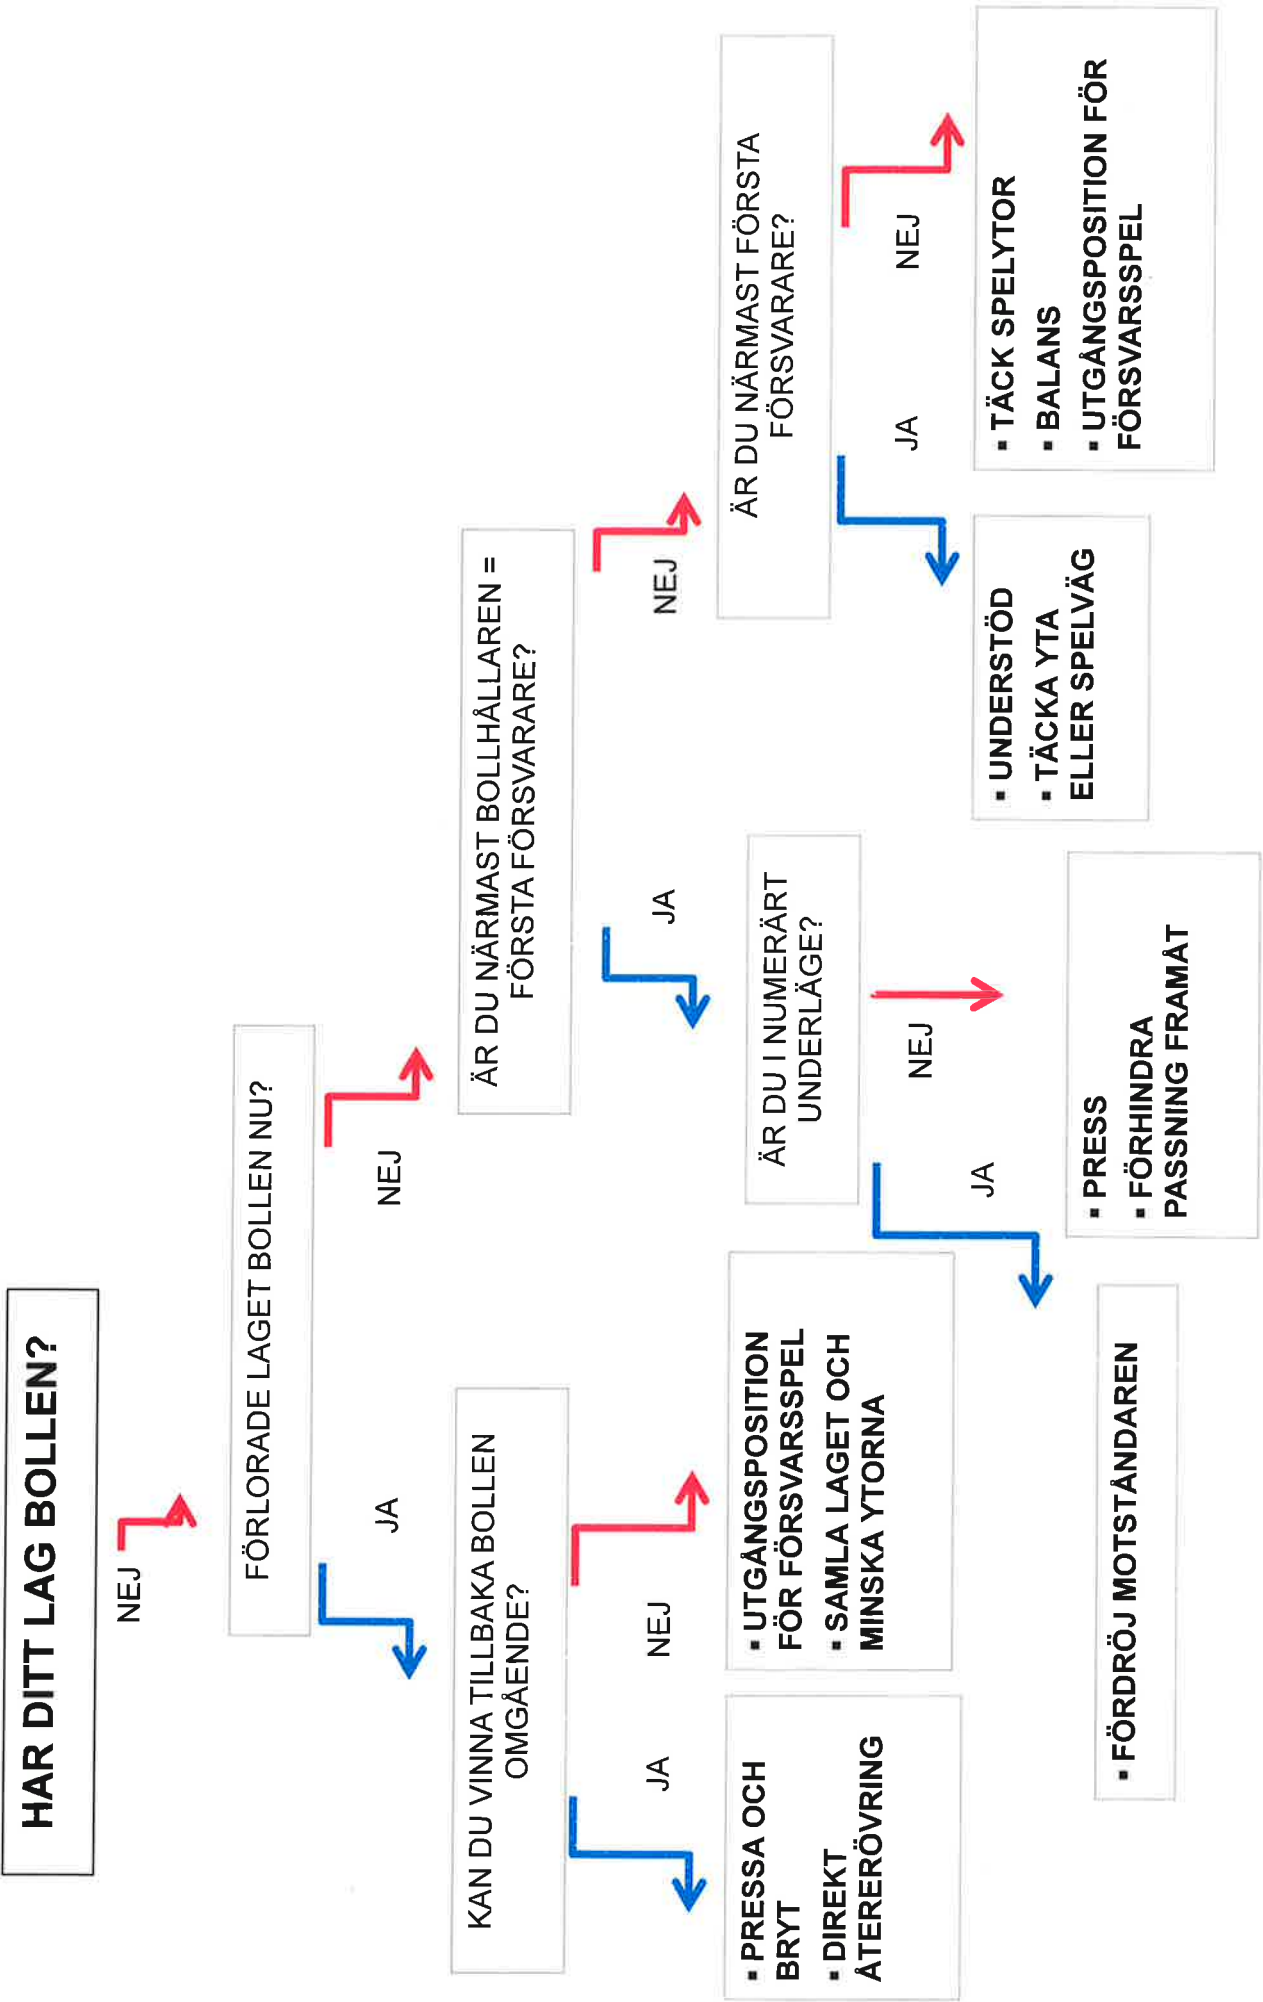 HAR DITT LAG BOLLEN?
NEJ
FÖRLORADE LAGET BOLLEN NU?
JA
NEJ
KAN DU VINNA TILLBAKA BOLLEN
OMGÅENDE?
ÄR DU NÄRMAST BOLLHÅLLAREN =
FÖRSTA FÖRSVARARE?
JA
NEJ
JA
NEJ
▪ PRESSA OCH
BRYT
▪ DIREKT
ÅTERERÖVRING
▪ UTGÅNGSPOSITION
FÖR FÖRSVARSSPEL
▪ SAMLA LAGET OCH
MINSKA YTORNA
ÄR DU I NUMERÄRT
UNDERLÄGE?
ÄR DU NÄRMAST FÖRSTA
FÖRSVARARE?
JA
NEJ
JA
NEJ
▪ FÖRDRÖJ MOTSTÅNDAREN
▪ PRESS
▪ FÖRHINDRA
PASSNING FRAMÅT
▪ UNDERSTÖD
▪ TÄCKA YTA
ELLER SPELVÄG
▪ TÄCK SPELYTOR
▪ BALANS
▪ UTGÅNGSPOSITION FÖR
FÖRSVARSSPEL